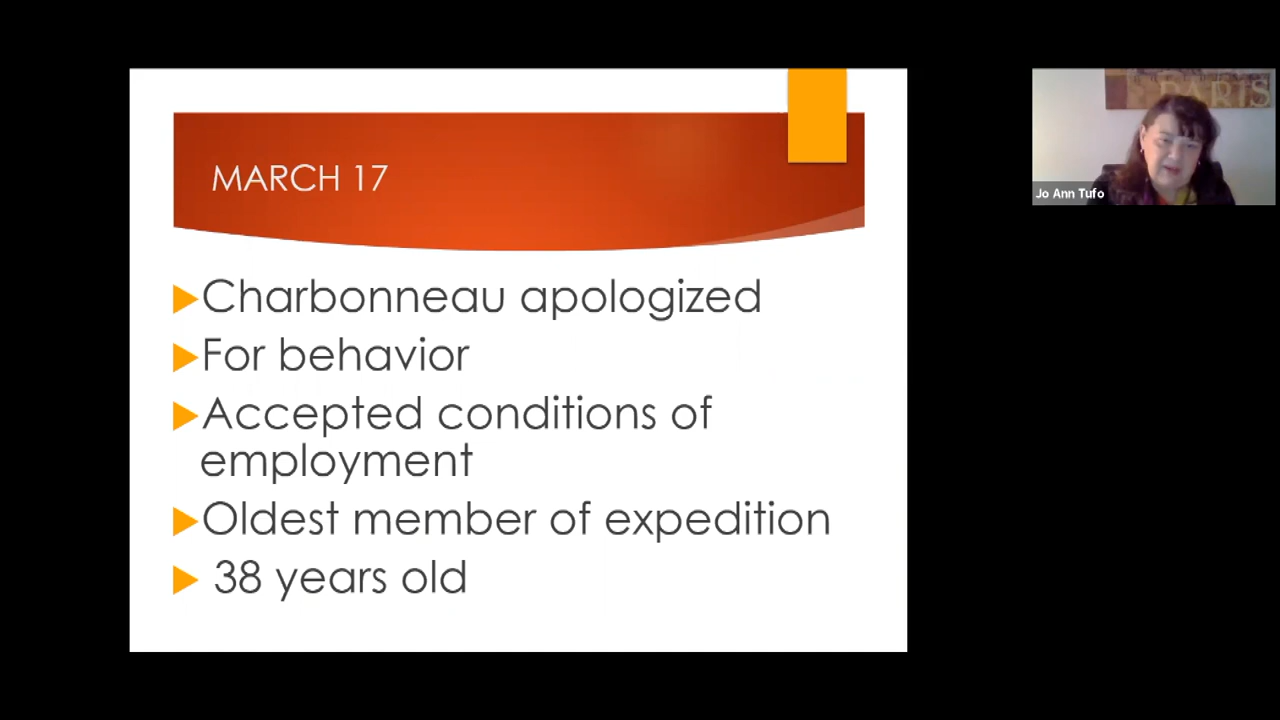 MARCH 17
Charbonneau apologized
For behavior
Accepted conditions of
employment
Oldest member of expedition
38 years old
PARIS
Jo Ann Tufo